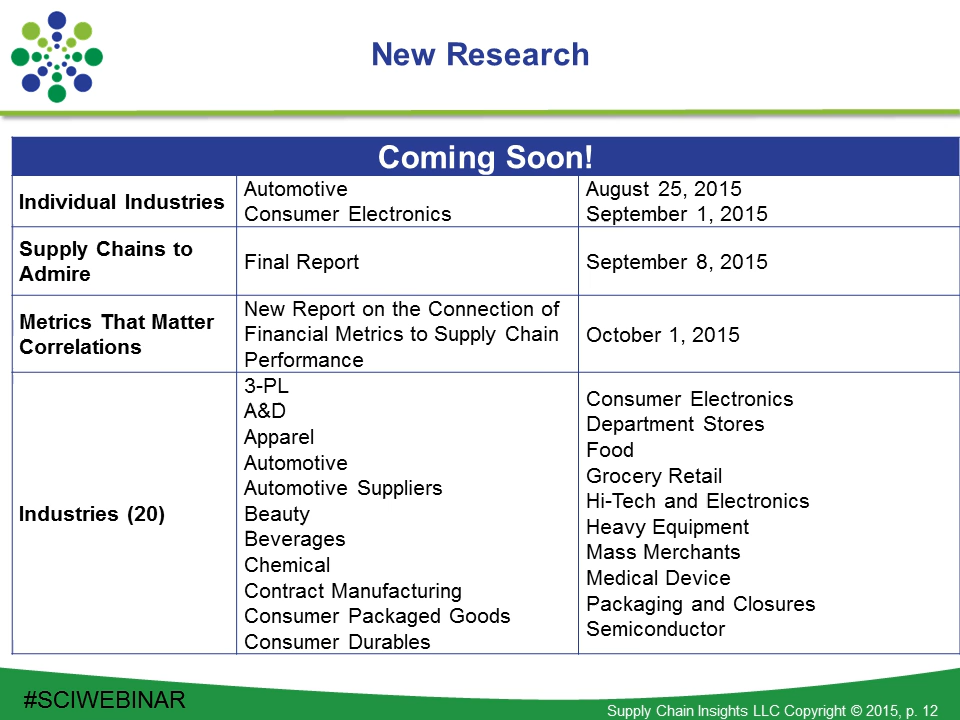 New Research
Coming Soon!
Individual Industries
Automotive
Consumer Electronics
August 25, 2015
September 1, 2015
Supply Chains to
Admire
Final Report
September 8, 2015
Metrics That Matter
Correlations
New Report on the Connection of
Financial Metrics to Supply Chain
Performance
October 1, 2015
Industries (20)
3-PL
A&D
Apparel
Automotive
Automotive Suppliers
Beauty
Beverages
Chemical
Contract Manufacturing
Consumer Packaged Goods
Consumer Durables
Consumer Electronics
Department Stores
Food
Grocery Retail
Hi-Tech and Electronics
Heavy Equipment
Mass Merchants
Medical Device
Packaging and Closures
Semiconductor
#SCIWEBINAR
Supply Chain Insights LLC Copyright © 2015, p. 12